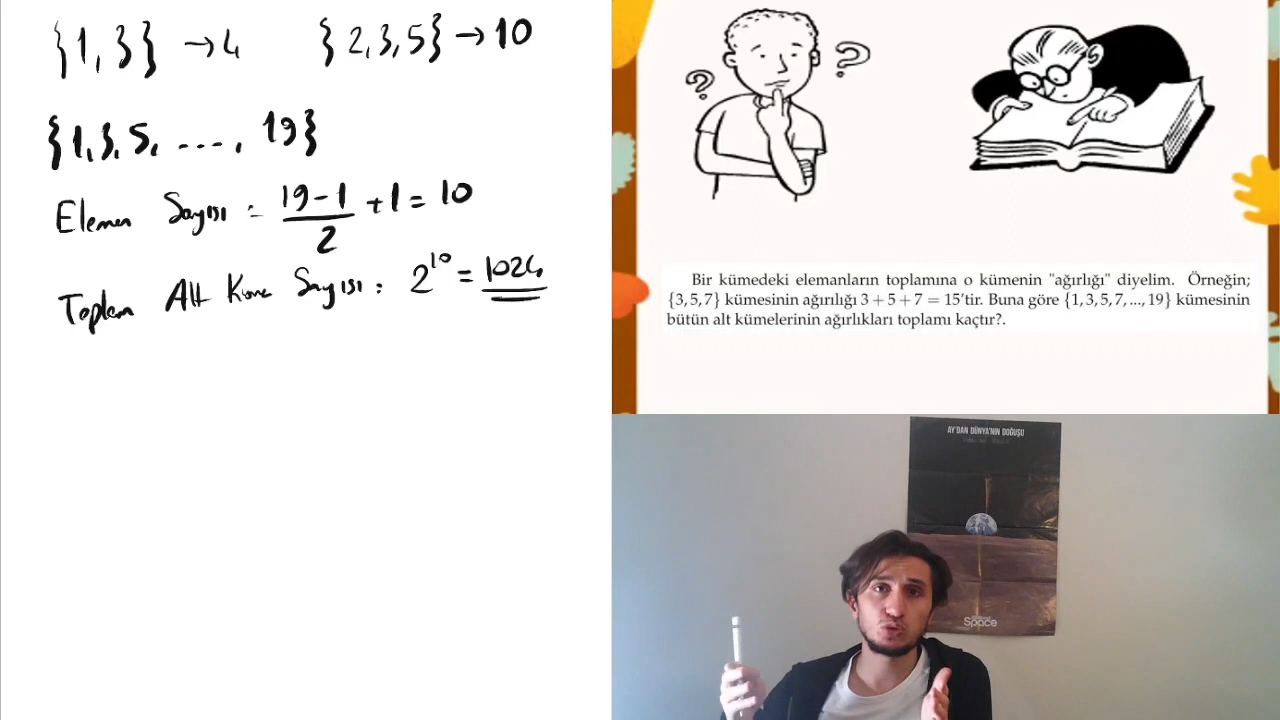 {1, 3} → 4 {2, 3, 5} → 10
{1, 3, 5, ...., 19}
Eleman Sayısı = 19-1/2 + 1 = 10
Toplam Alt Küme Sayısı : 2^10 = 1024
? ?
Bir kümedeki elemanların toplamına o kümenin "ağırlığı" diyelim. Örneğin;
{3, 5, 7} kümesinin ağırılığı 3 + 5 + 7 = 15'tir. Buna göre {1, 3, 5, 7, ..., 19} kümesinin
bütün alt kümelerinin ağırlıkları toplamı kaçtır?.
AY'DAN DÜNYA'NIN DOĞUŞU
Space